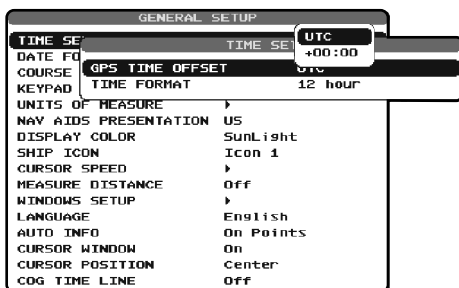 GENERAL SETUP
TIME SE
TIME SET
UTC
+00:00
DATE FO
GPS TIME OFFSET UTC
COURSE
TIME FORMAT 12 hour
KEYPAD
UNITS OF MEASURE
NAV AIDS PRESENTATION US
DISPLAY COLOR SunLight
SHIP ICON Icon 1
CURSOR SPEED
MEASURE DISTANCE Off
WINDOWS SETUP
LANGUAGE English
AUTO INFO On Points
CURSOR WINDOW On
CURSOR POSITION Center
COG TIME LINE Off